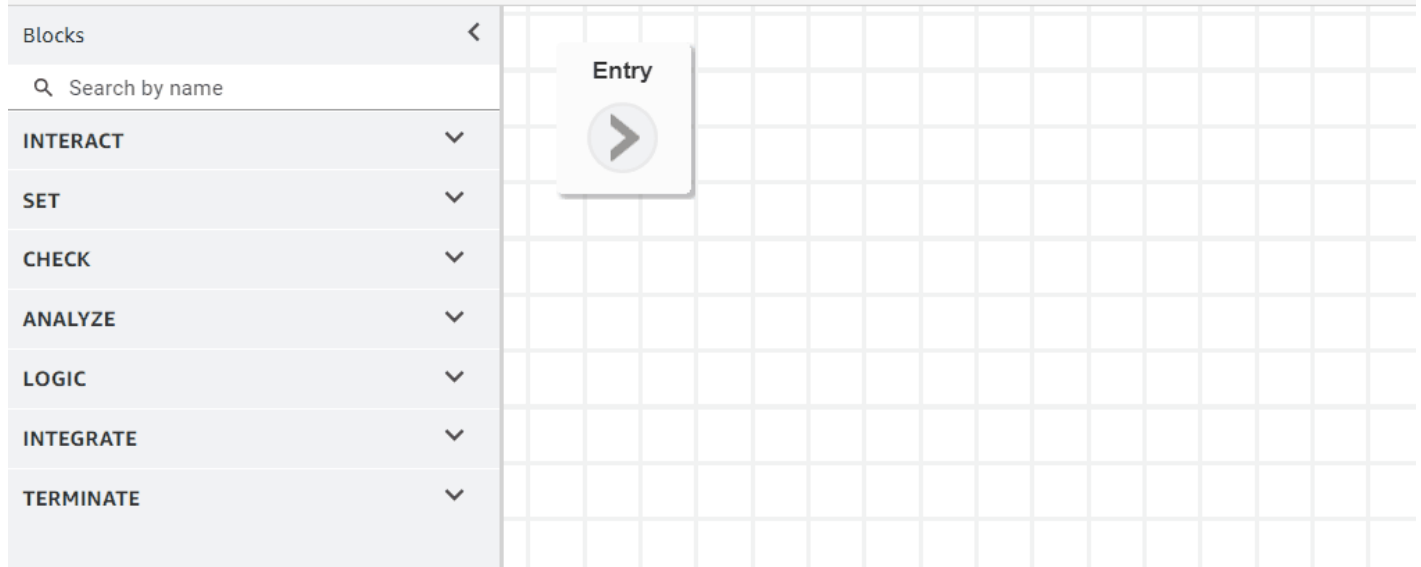 Blocks
Search by name
INTERACT
SET
CHECK
ANALYZE
LOGIC
INTEGRATE
TERMINATE
Entry